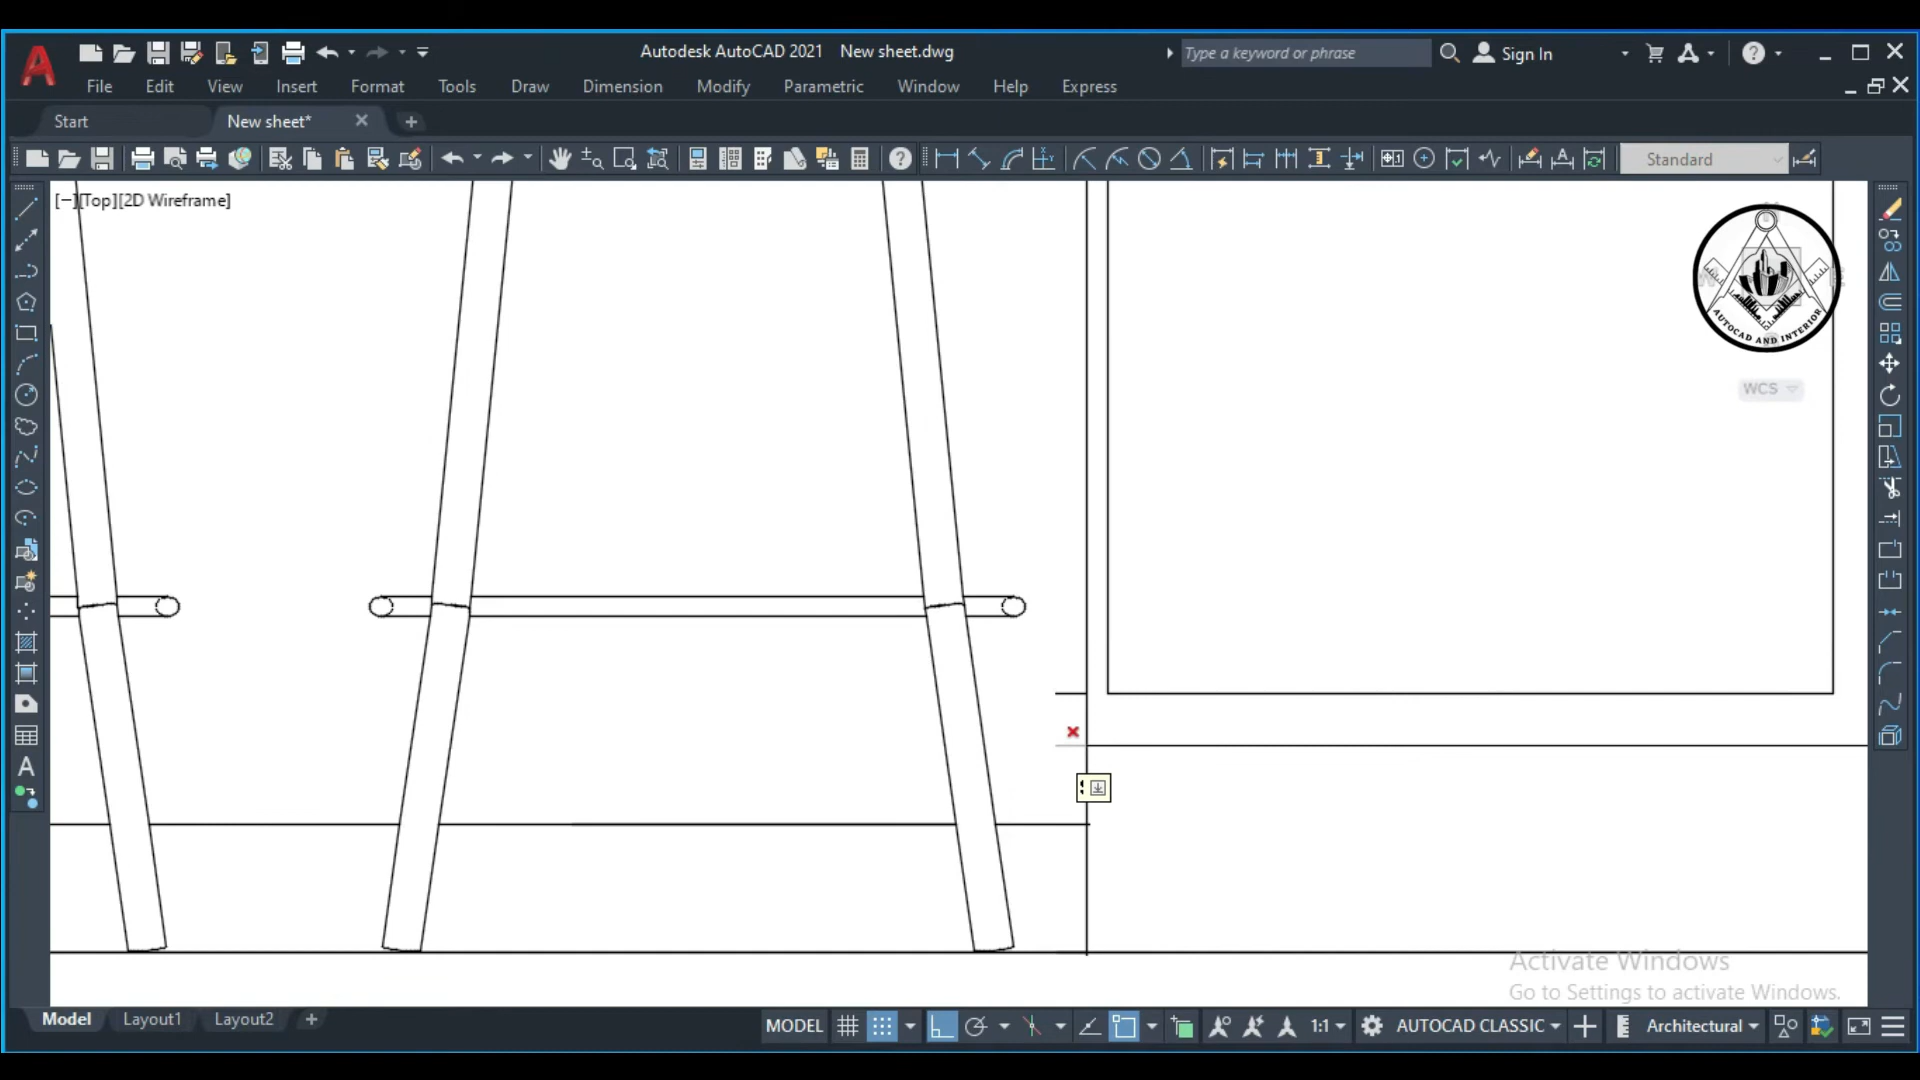 Autodesk AutoCAD 2021 New sheet.dwg
Type a keyword or phrase
Sign In
File Edit View Insert Format Tools Draw Dimension Modify Parametric Window Help Express
Start New sheet*
Standard
[−][Top][2D Wireframe]
AUTOCAD AND INTERIOR
WCS
Activate Windows
Go to Settings to activate Windows.
Model Layout1 Layout2
MODEL 1:1 AUTOCAD CLASSIC Architectural